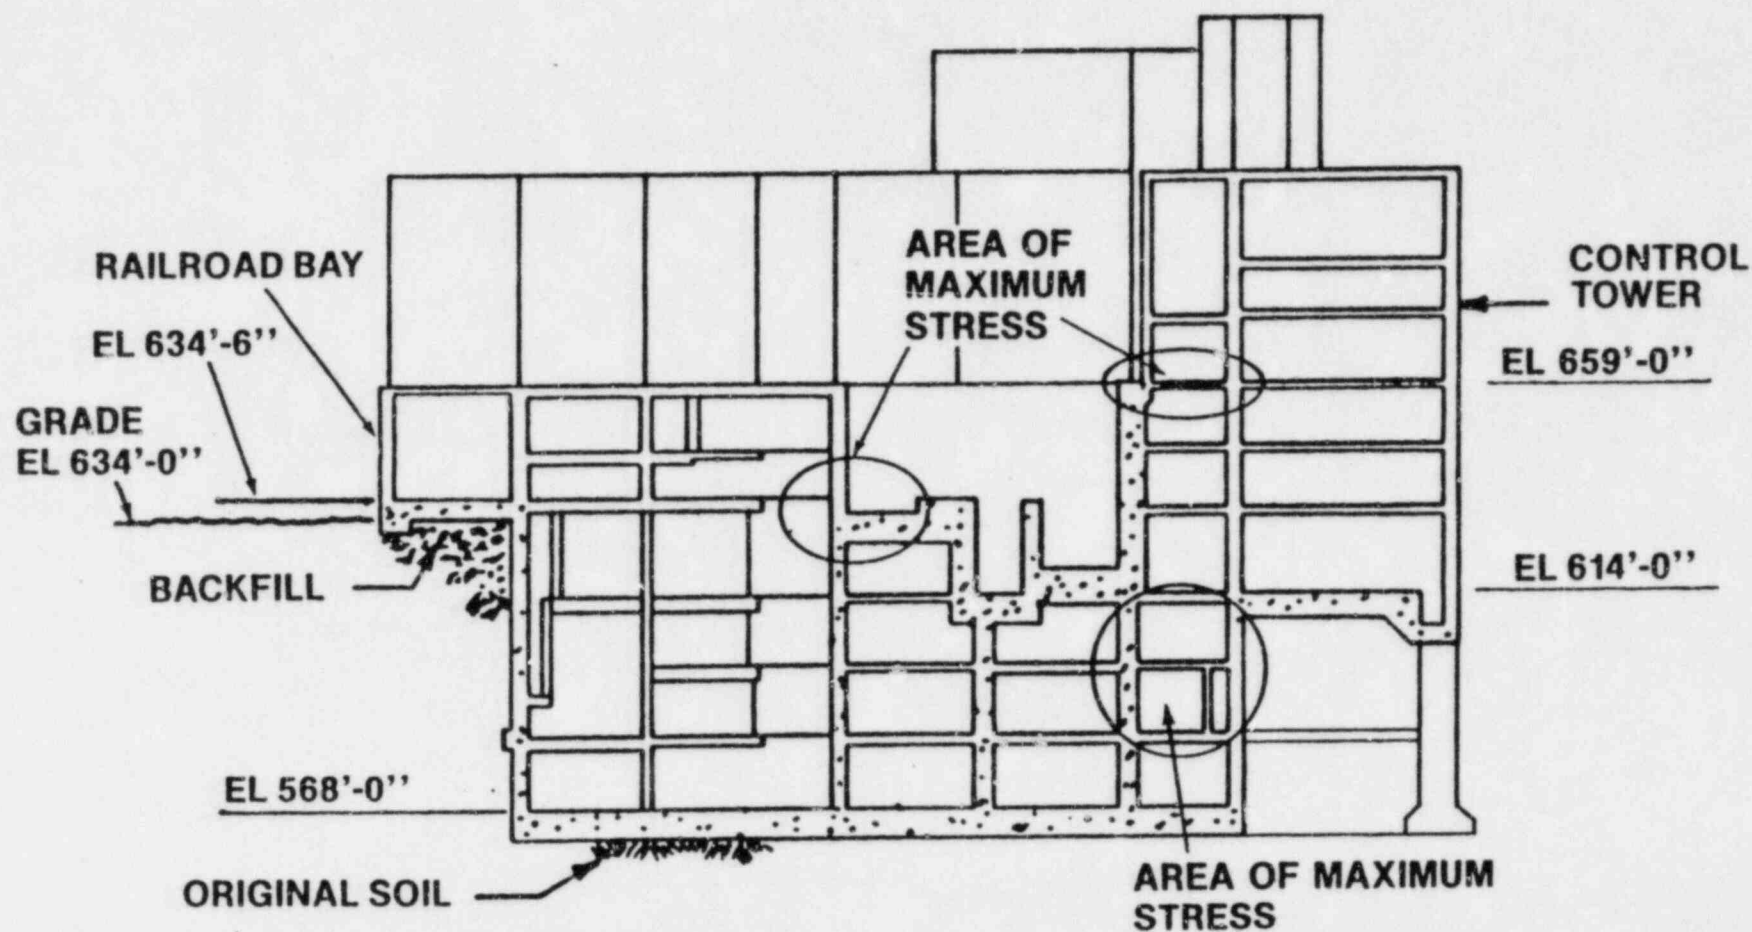 RAILROAD BAY
EL 634'-6''
GRADE
EL 634'-0''
BACKFILL
EL 568'-0''
ORIGINAL SOIL
AREA OF
MAXIMUM
STRESS
CONTROL
TOWER
EL 659'-0''
EL 614'-0''
AREA OF MAXIMUM
STRESS